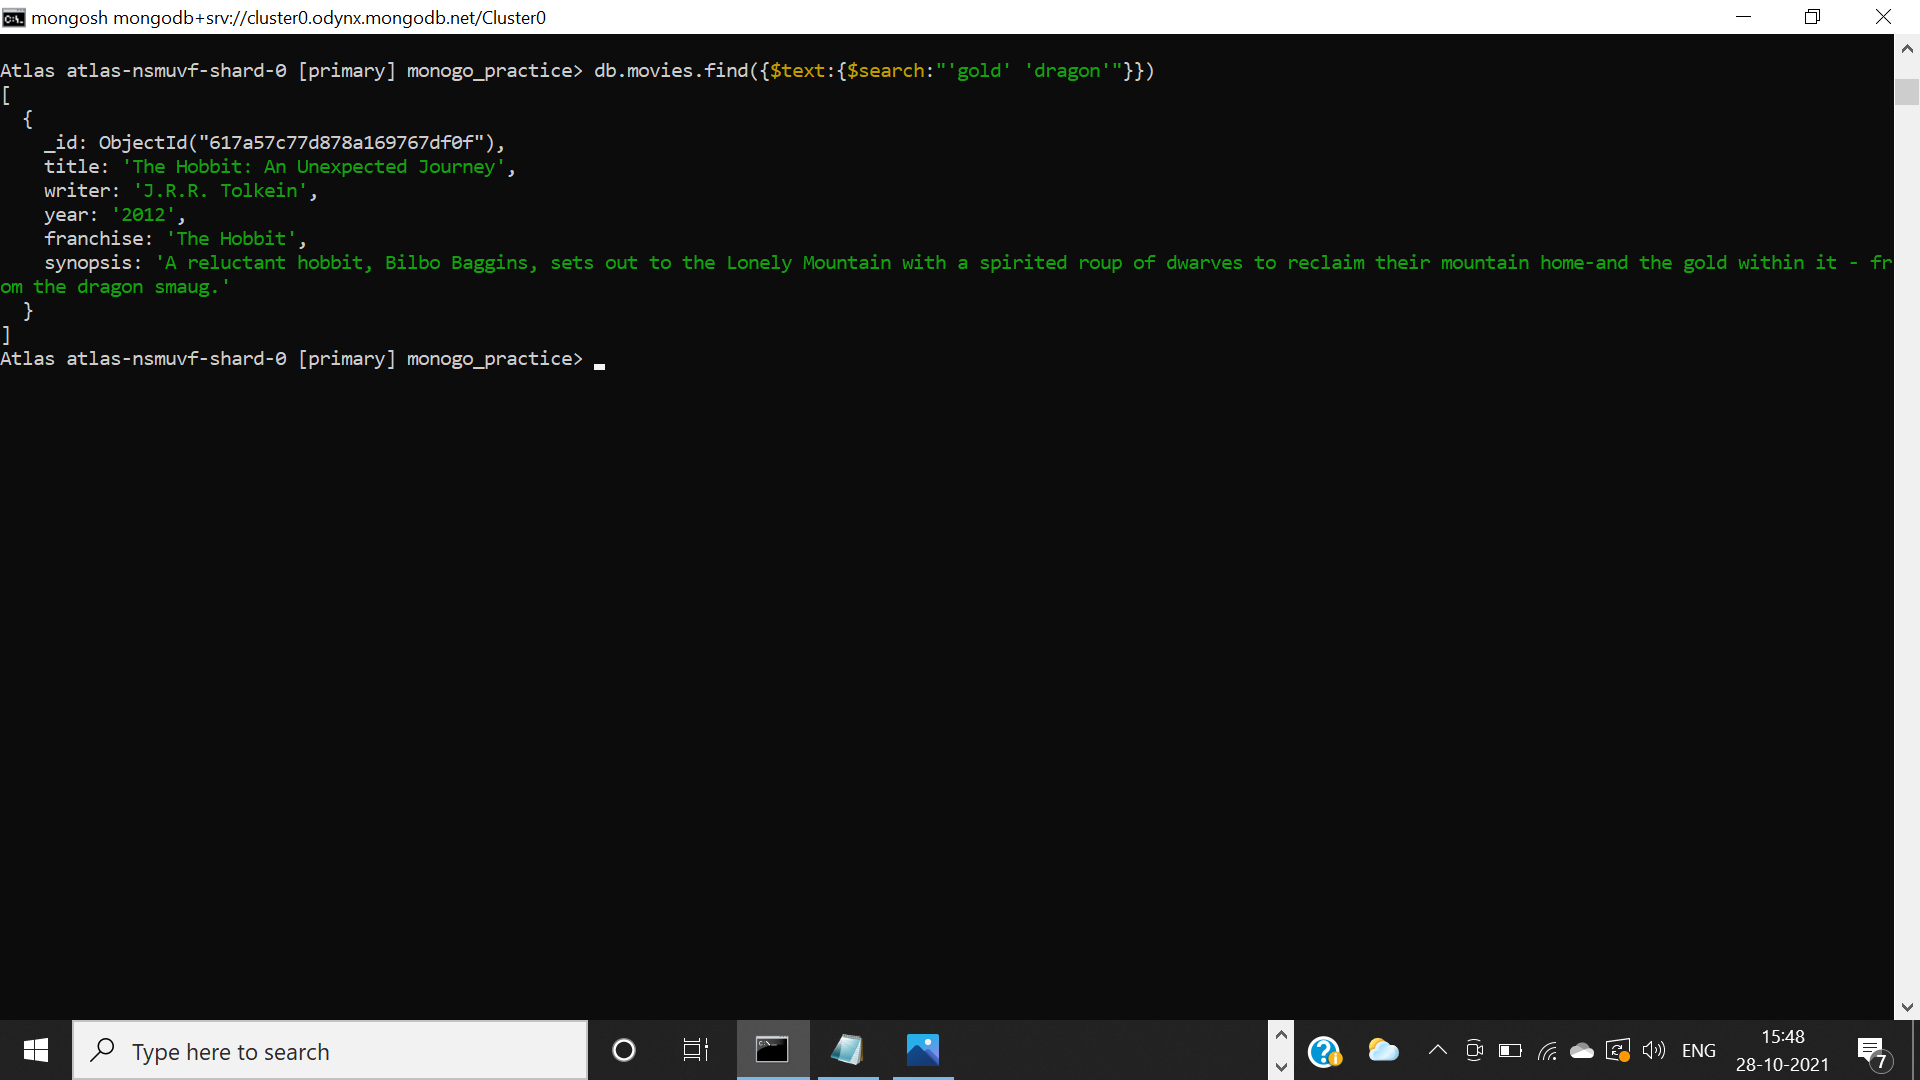 mongosh mongodb+srv://cluster0.odynx.mongodb.net/Cluster0
Atlas atlas-nsmuvf-shard-0 [primary] monogo_practice> db.movies.find({$text:{$search:"'gold' 'dragon'"}})
[
  {
    _id: ObjectId("617a57c77d878a169767df0f"),
    title: 'The Hobbit: An Unexpected Journey',
    writer: 'J.R.R. Tolkein',
    year: '2012',
    franchise: 'The Hobbit',
    synopsis: 'A reluctant hobbit, Bilbo Baggins, sets out to the Lonely Mountain with a spirited roup of dwarves to reclaim their mountain home-and the gold within it - fr
om the dragon smaug.'
  }
]
Atlas atlas-nsmuvf-shard-0 [primary] monogo_practice>
Type here to search
ENG
15:48
28-10-2021
7